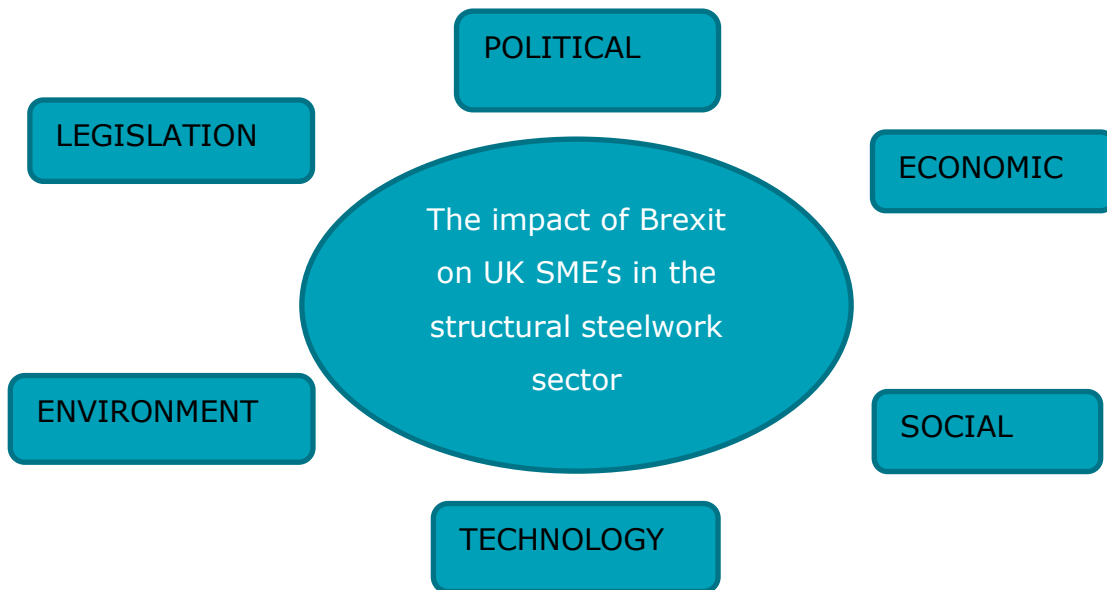 POLITICAL
LEGISLATION
ECONOMIC
The impact of Brexit
on UK SME’s in the
structural steelwork
sector
ENVIRONMENT
SOCIAL
TECHNOLOGY